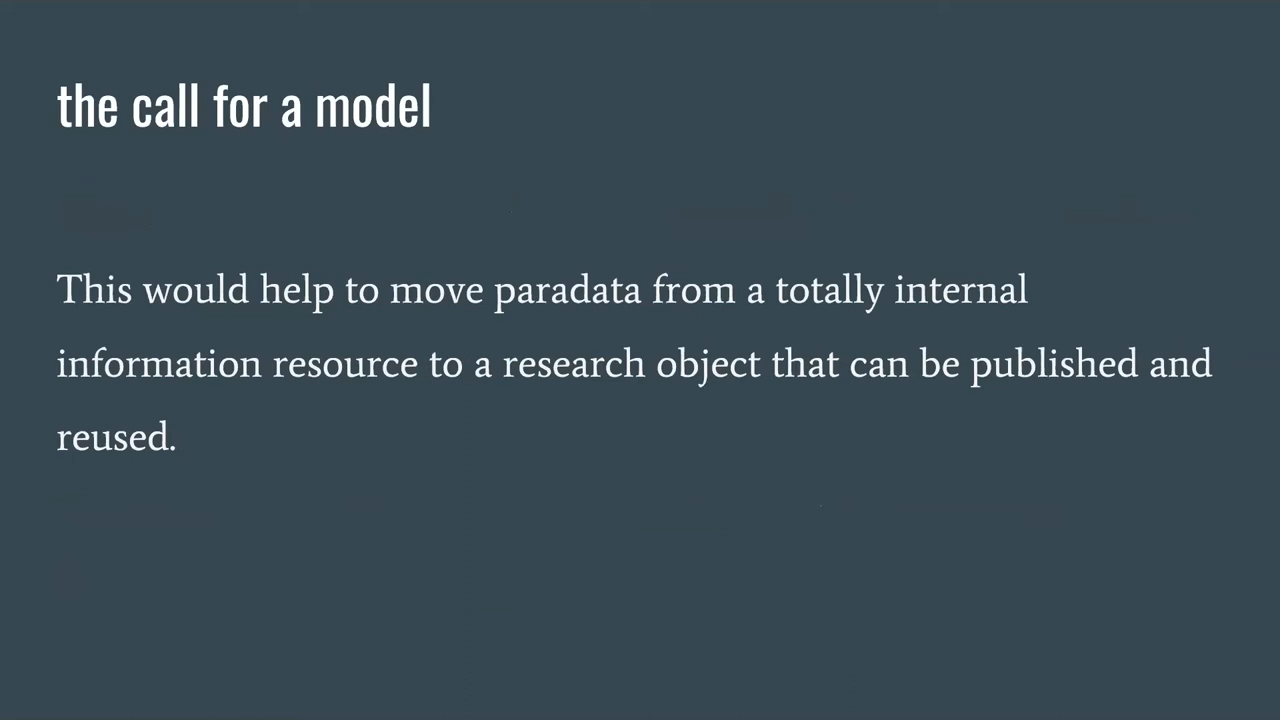 the call for a model
This would help to move paradata from a totally internal
information resource to a research object that can be published and
reused.